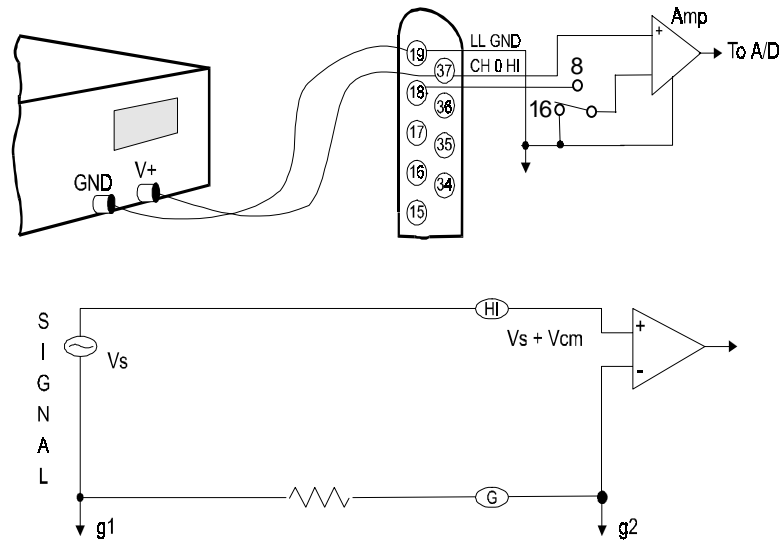 Amp
19
LL GND
+
To A/D
37
CH 0 HI
8
18
36
16
17
35
V+
GND
16
34
15
SIGNAL
HI
Vs + Vcm
+
Vs
-
G
g1
g2